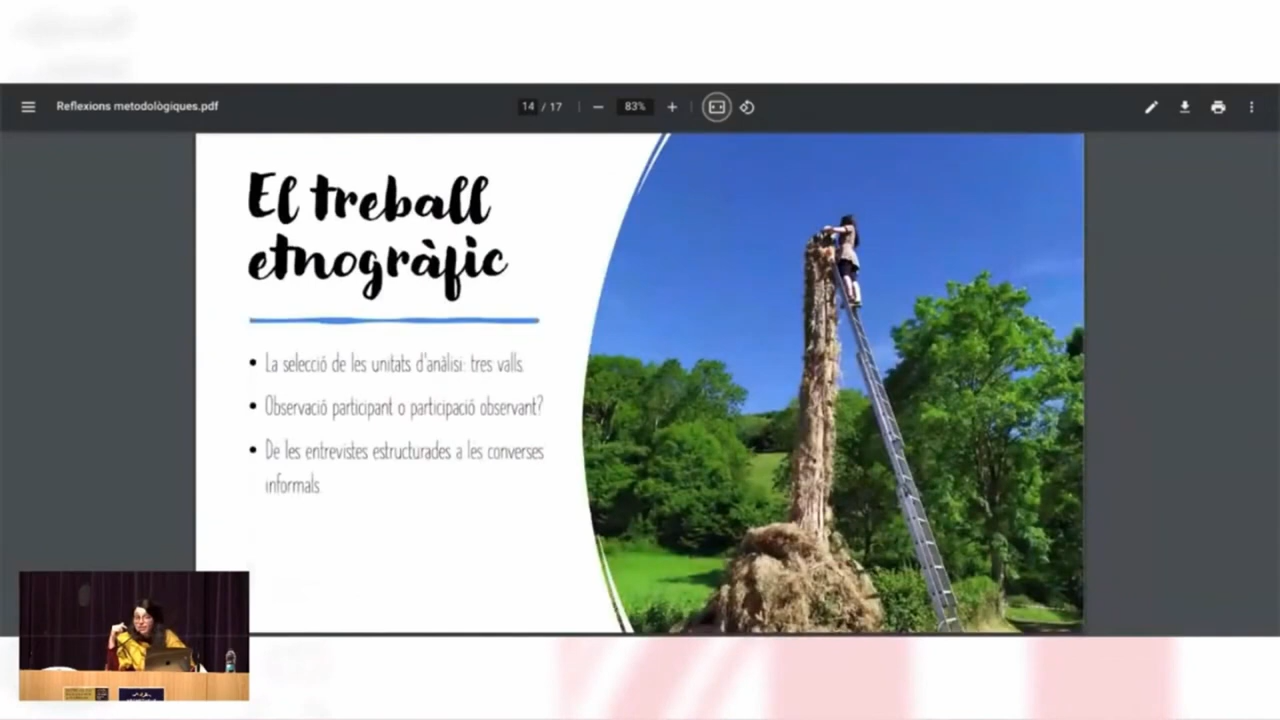 Reflexions metodològiques.pdf
14 / 17
83%
El treball
etnogràfic
• La selecció de les unitats d'anàlisi: tres valls.
• Observació participant o participació observant?
• De les entrevistes estructurades a les converses
informals